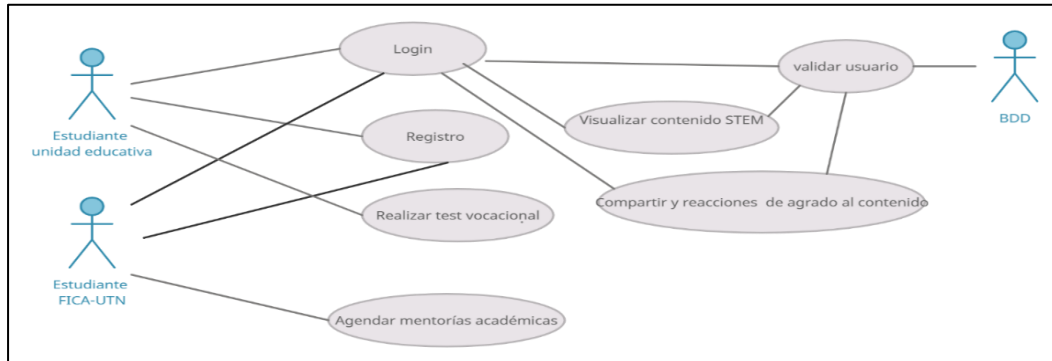 Login
validar usuario
Estudiante
unidad educativa
BDD
Visualizar contenido STEM
Registro
Compartir y reacciones de agrado al contenido
Realizar test vocacional
Estudiante
FICA-UTN
Agendar mentorías académicas